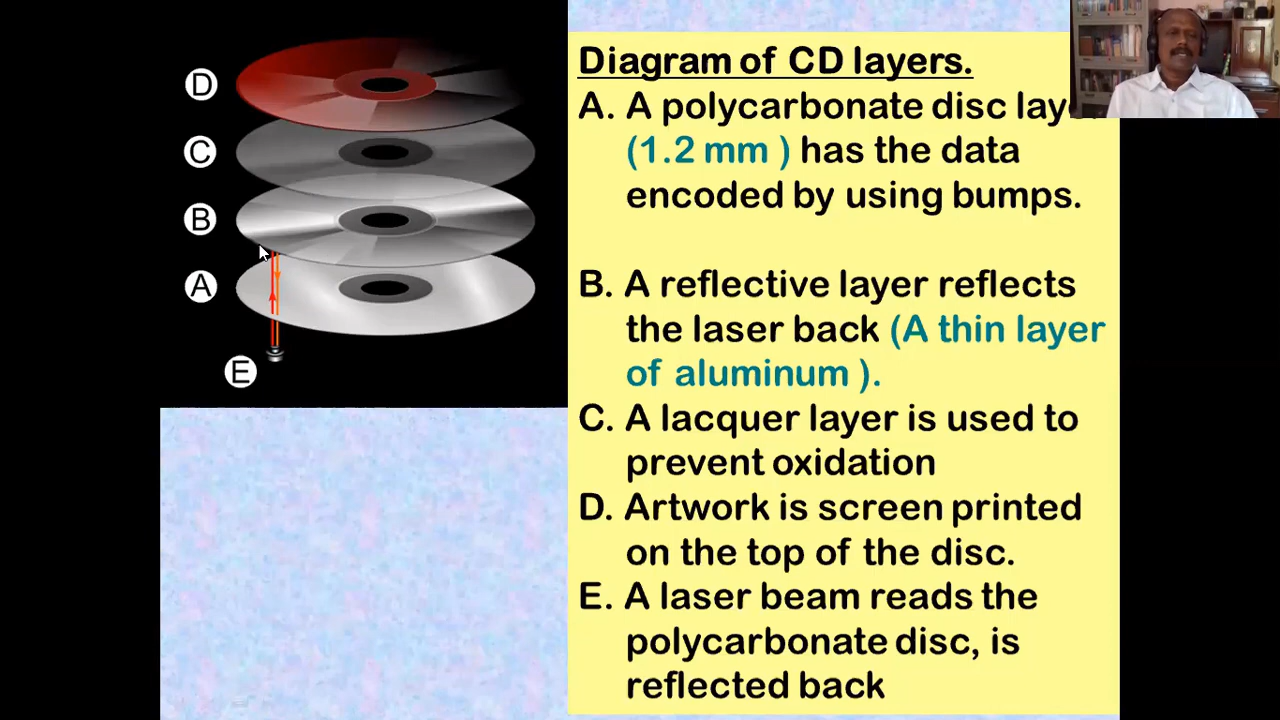 D
C
B
A
E
Diagram of CD layers.
A. A polycarbonate disc
(1.2 mm ) has the data
encoded by using bumps.
B. A reflective layer reflects
the laser back (A thin layer
of aluminum ).
C. A lacquer layer is used to
prevent oxidation
D. Artwork is screen printed
on the top of the disc.
E. A laser beam reads the
polycarbonate disc, is
reflected back